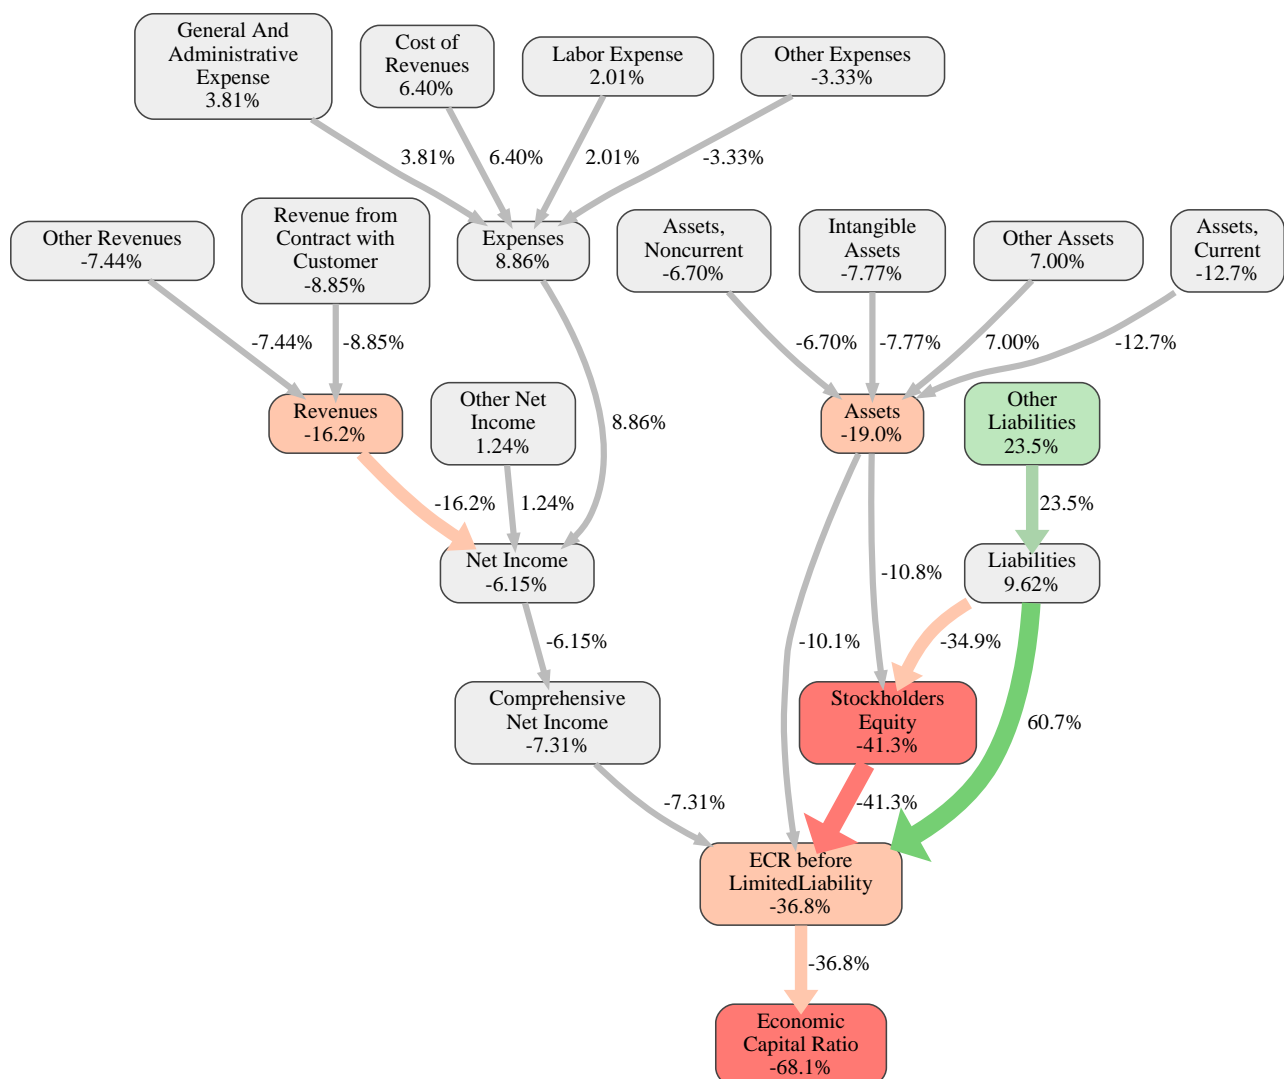 General And
Administrative
Expense
3.81%
Cost of
Revenues
6.40%
Labor Expense
2.01%
Other Expenses
-3.33%
3.81%
6.40%
2.01%
-3.33%
Other Revenues
-7.44%
Revenue from
Contract with
Customer
-8.85%
Expenses
8.86%
Assets,
Noncurrent
-6.70%
Intangible
Assets
-7.77%
Other Assets
7.00%
Assets,
Current
-12.7%
-7.44%
-8.85%
-6.70%
-7.77%
7.00%
-12.7%
Revenues
-16.2%
Other Net
Income
1.24%
8.86%
Assets
-19.0%
Other
Liabilities
23.5%
-16.2%
1.24%
23.5%
Net Income
-6.15%
-10.8%
Liabilities
9.62%
-6.15%
-10.1%
-34.9%
Comprehensive
Net Income
-7.31%
Stockholders
Equity
-41.3%
60.7%
-7.31%
-41.3%
ECR before
LimitedLiability
-36.8%
-36.8%
Economic
Capital Ratio
-68.1%